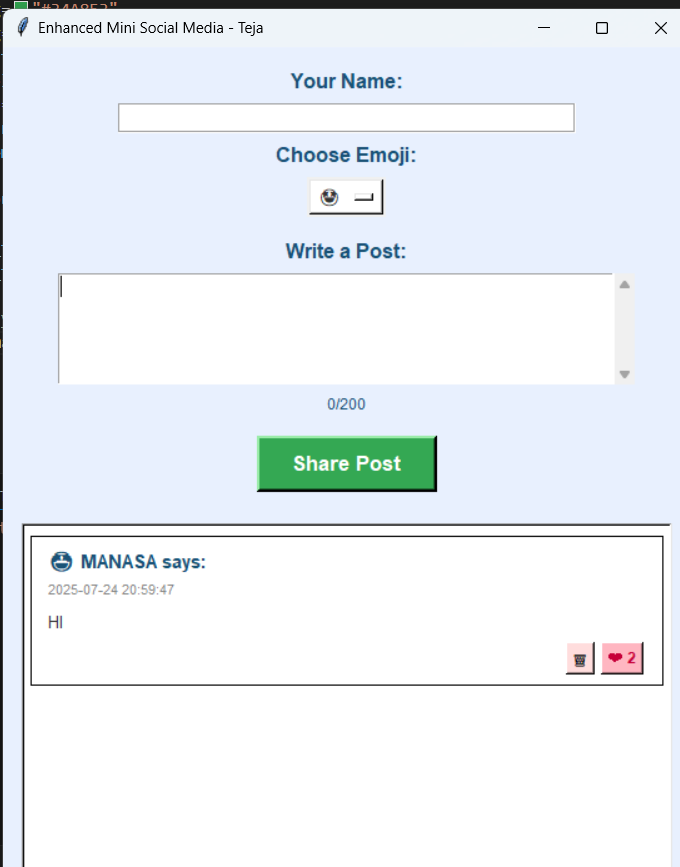 "#34A853"
Enhanced Mini Social Media - Teja
Your Name:
Choose Emoji:
Write a Post:
0/200
Share Post
MANASA says:
2025-07-24 20:59:47
HI
❤ 2